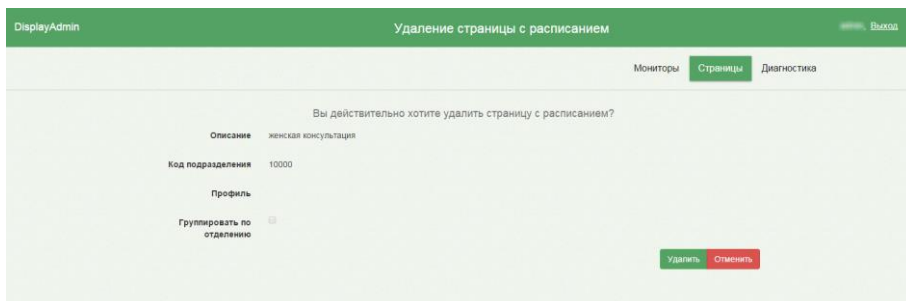 DisplayAdmin
Удаление страницы с расписанием
, Выход
Мониторы Страницы Диагностика
Вы действительно хотите удалить страницу с расписанием?
Описание женская консультация
Код подразделения 10000
Профиль
Группировать по
отделению
Удалить Отменить